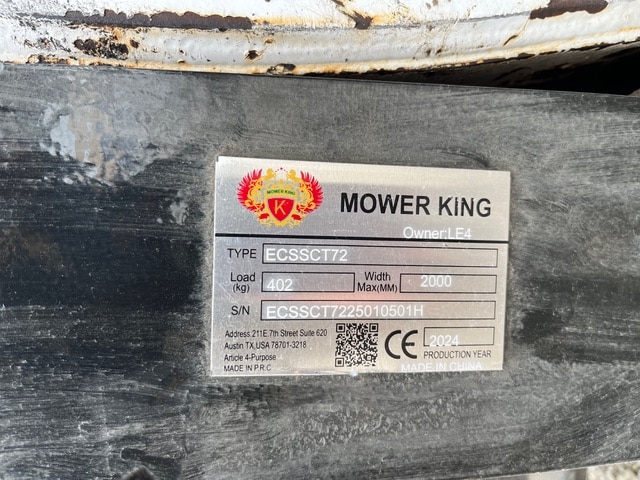 MOWER KING
K
MOWER KING
Owner:LE4
TYPE ECSSCT72
Load (kg) 402 Width Max(MM) 2000
S/N ECSSCT7225010501H
Address:211E.7th Street Suite 620
Austin TX,USA 78701-3218
Article 4-Purpose
MADE IN P.R.C
CE 2024
PRODUCTION YEAR
MADE IN CHINA